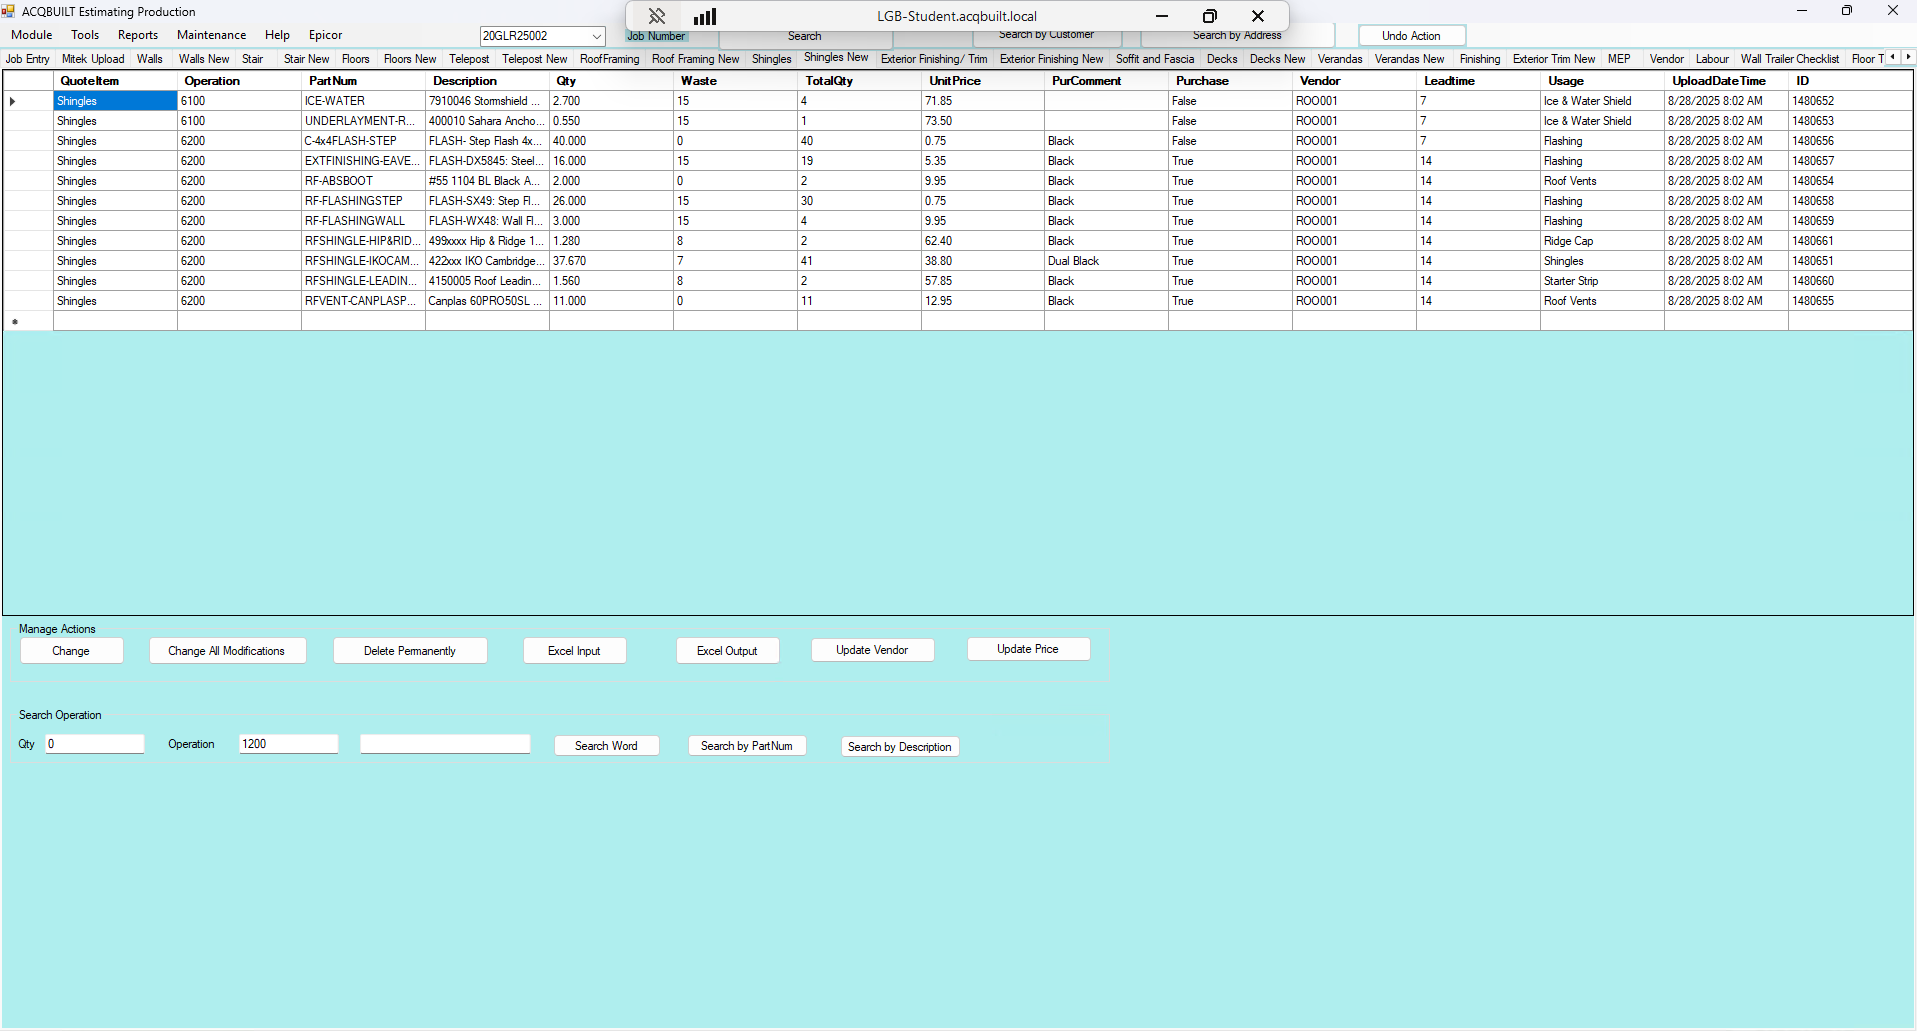 ACQBUILT Estimating Production
LGB-Student.acqbuilt.local
Module Tools Reports Maintenance Help Epicor 20GLR25002 Job Number Search Search by Customer Search by Address Undo Action
Job Entry Mitek Upload Walls Walls New Stair Stair New Floors Floors New Telepost Telepost New RoofFraming Roof Framing New Shingles Shingles New Exterior Finishing/ Trim Exterior Finishing New Soffit and Fascia Decks Decks New Verandas Verandas New Finishing Exterior Trim New MEP Vendor Labour Wall Trailer Checklist Floor T
QuoteItem Operation PartNum Description Qty Waste TotalQty UnitPrice PurComment Purchase Vendor Leadtime Usage UploadDateTime ID
Shingles 6100 ICE-WATER 7910046 Stormshield ... 2.700 15 4 71.85 False ROO001 7 Ice & Water Shield 8/28/2025 8:02 AM 1480652
Shingles 6100 UNDERLAYMENT-R... 400010 Sahara Ancho... 0.550 15 1 73.50 False ROO001 7 Ice & Water Shield 8/28/2025 8:02 AM 1480653
Shingles 6200 C-4x4FLASH-STEP FLASH- Step Flash 4x... 40.000 0 40 0.75 Black False ROO001 7 Flashing 8/28/2025 8:02 AM 1480656
Shingles 6200 EXTFINISHING-EAVE... FLASH-DX5845: Steel... 16.000 15 19 5.35 Black True ROO001 14 Flashing 8/28/2025 8:02 AM 1480657
Shingles 6200 RF-ABSBOOT #55 1104 BL Black A... 2.000 0 2 9.95 Black True ROO001 14 Roof Vents 8/28/2025 8:02 AM 1480654
Shingles 6200 RF-FLASHINGSTEP FLASH-SX49: Step Fl... 26.000 15 30 0.75 Black True ROO001 14 Flashing 8/28/2025 8:02 AM 1480658
Shingles 6200 RF-FLASHINGWALL FLASH-WX48: Wall Fl... 3.000 15 4 9.95 Black True ROO001 14 Flashing 8/28/2025 8:02 AM 1480659
Shingles 6200 RFSHINGLE-HIP&RID... 499xxxx Hip & Ridge 1... 1.280 8 2 62.40 Black True ROO001 14 Ridge Cap 8/28/2025 8:02 AM 1480661
Shingles 6200 RFSHINGLE-IKOCAM... 422xxx IKO Cambridge... 37.670 7 41 38.80 Dual Black True ROO001 14 Shingles 8/28/2025 8:02 AM 1480651
Shingles 6200 RFSHINGLE-LEADIN... 4150005 Roof Leadin... 1.560 8 2 57.85 Black True ROO001 14 Starter Strip 8/28/2025 8:02 AM 1480660
Shingles 6200 RFVENT-CANPLASP... Canplas 60PRO50SL ... 11.000 0 11 12.95 Black True ROO001 14 Roof Vents 8/28/2025 8:02 AM 1480655
Manage Actions
Change Change All Modifications Delete Permanently Excel Input Excel Output Update Vendor Update Price
Search Operation
Qty 0 Operation 1200 Search Word Search by PartNum Search by Description